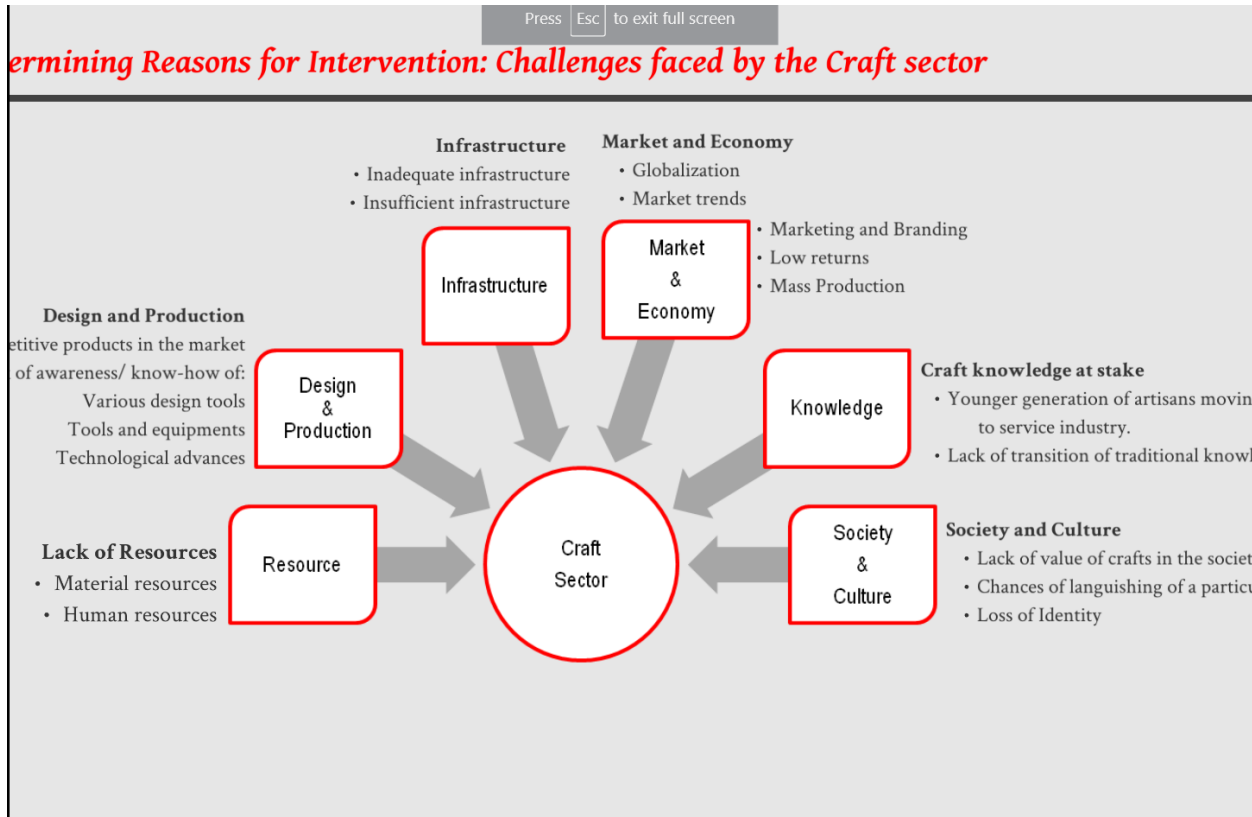 Press Esc to exit full screen
ermining Reasons for Intervention: Challenges faced by the Craft sector
Infrastructure
• Inadequate infrastructure
• Insufficient infrastructure
Market and Economy
• Globalization
• Market trends
• Marketing and Branding
• Low returns
• Mass Production
Infrastructure
Market
&
Economy
Design and Production
etitive products in the market
of awareness/ know-how of:
Various design tools
Tools and equipments
Technological advances
Design
&
Production
Knowledge
Craft knowledge at stake
• Younger generation of artisans movin
to service industry.
• Lack of transition of traditional knowl
Lack of Resources
• Material resources
• Human resources
Resource
Craft
Sector
Society
&
Culture
Society and Culture
• Lack of value of crafts in the societ
• Chances of languishing of a particu
• Loss of Identity